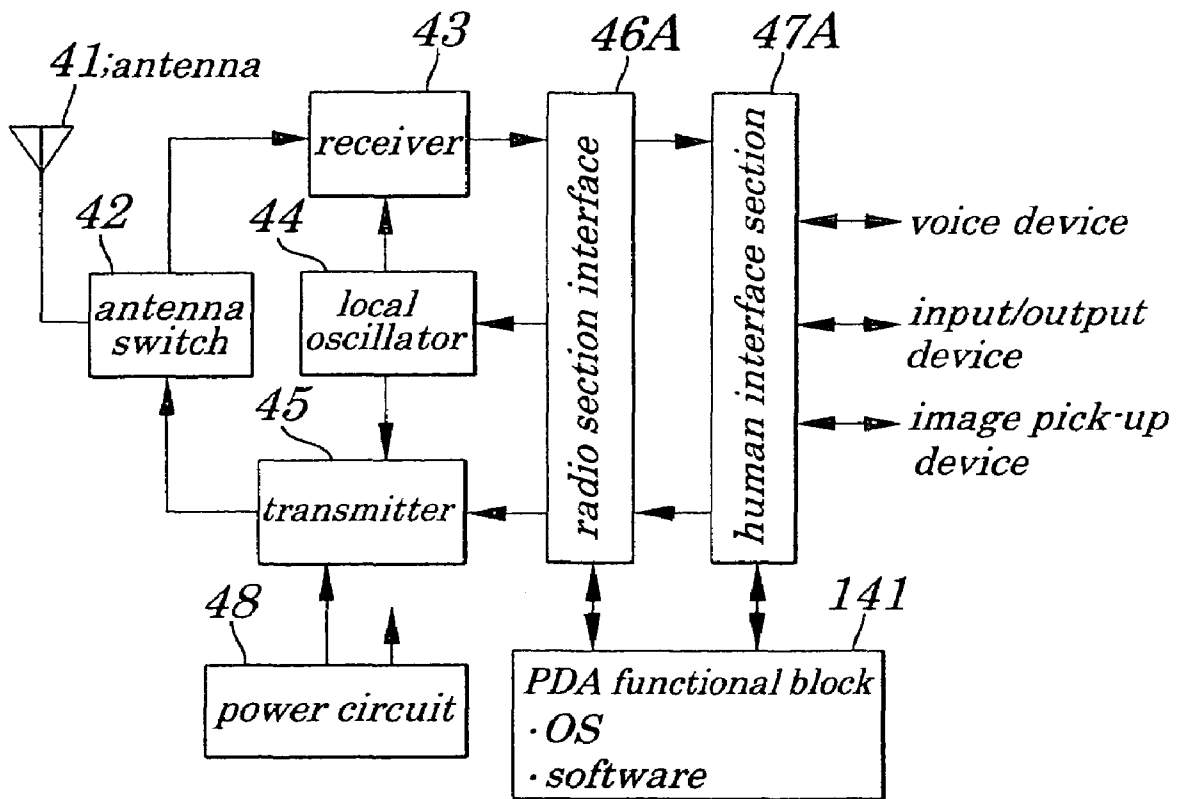 43
46A
47A
41;antenna
receiver
42
44
antenna
switch
local
oscillator
radio section interface
human interface section
voice device
input/output
device
image pick-up
device
45
transmitter
48
power circuit
141
PDA functional block
· OS
· software